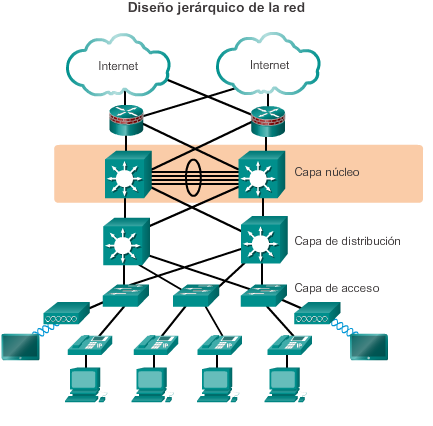 Diseño jerárquico de la red
Internet
Internet
Capa núcleo
Capa de distribución
Capa de acceso